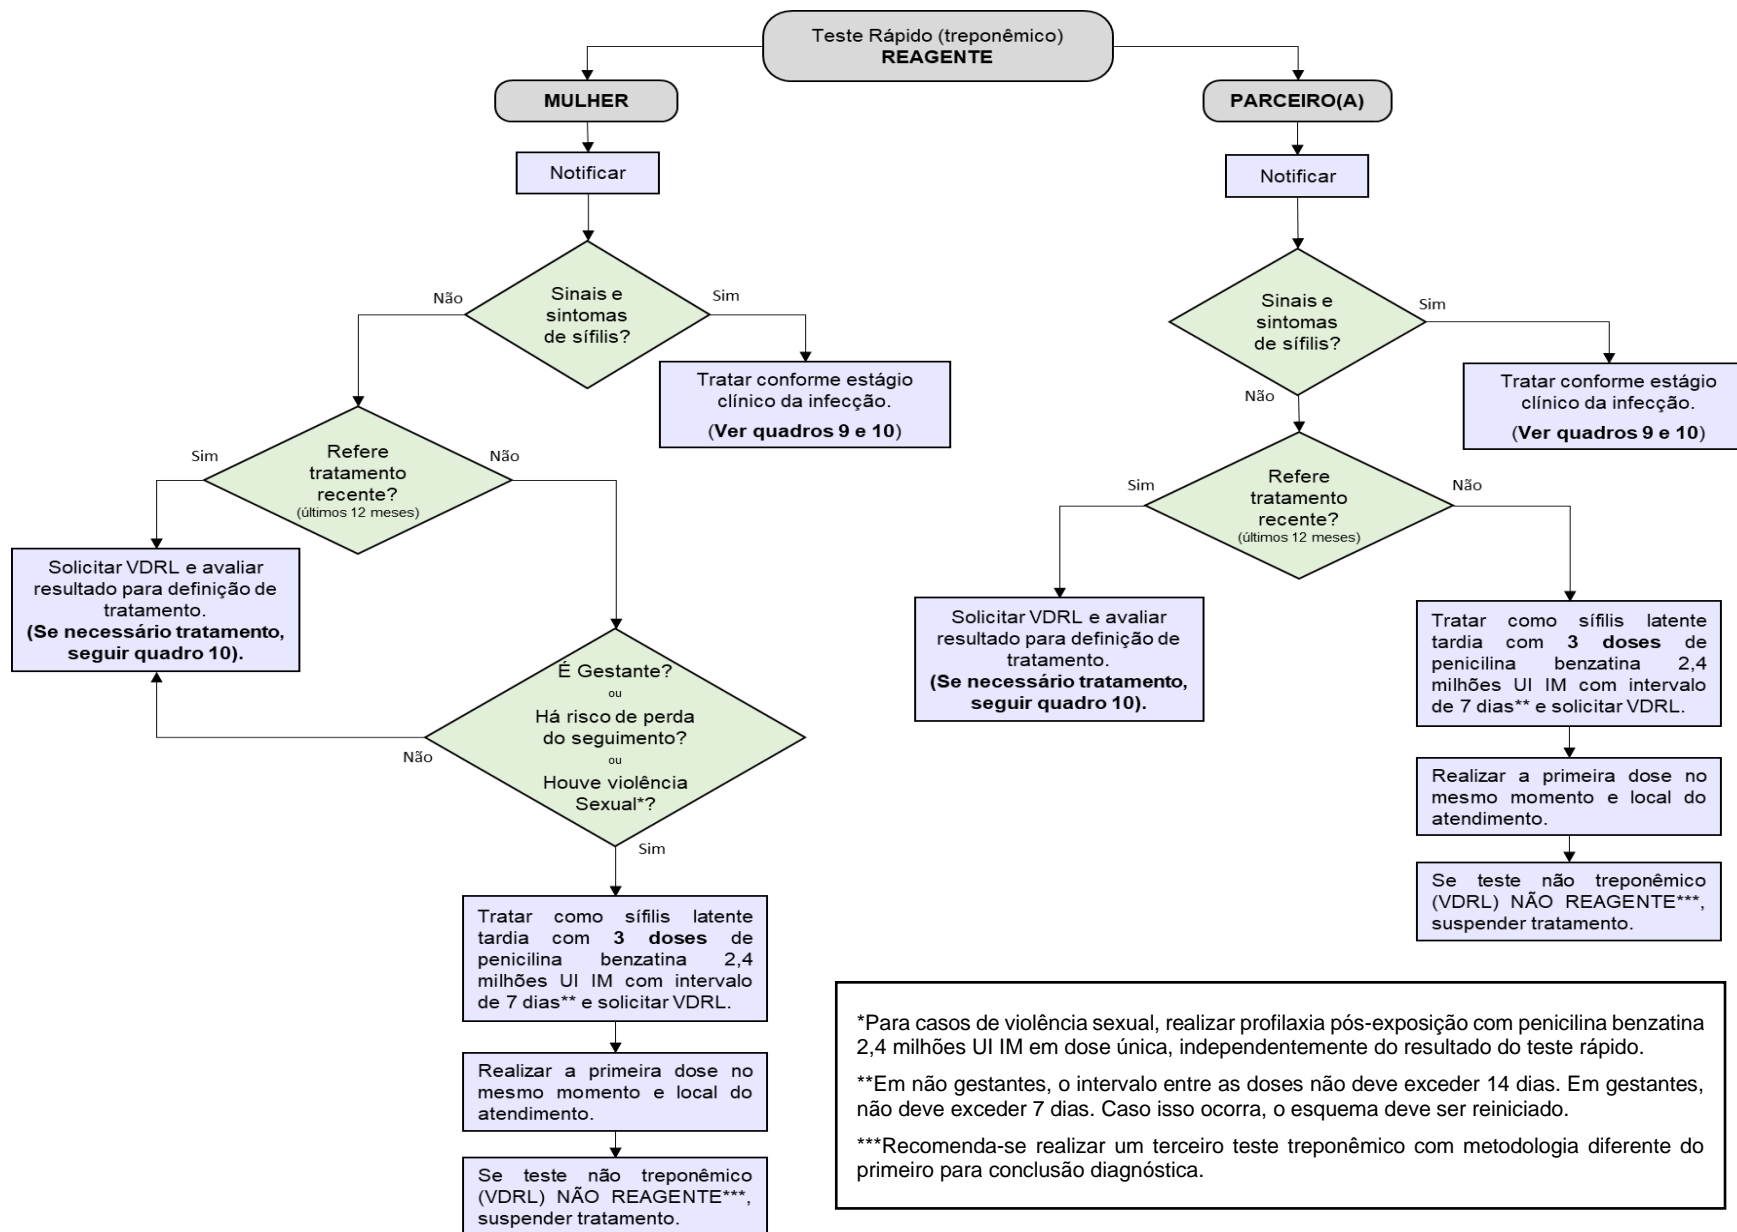 Teste Rápido (treponêmico)
REAGENTE
MULHER
Notificar
Sinais e
sintomas
de sífilis?
Não
Sim
Tratar conforme estágio
clínico da infecção.
(Ver quadros 9 e 10)
Refere
tratamento
recente?
(últimos 12 meses)
Sim
Não
Solicitar VDRL e avaliar
resultado para definição de
tratamento.
(Se necessário tratamento,
seguir quadro 10).
É Gestante?
ou
Há risco de perda
do seguimento?
ou
Houve violência
Sexual*?
Não
Sim
Tratar como sífilis latente
tardia com 3 doses de
penicilina benzatina 2,4
milhões UI IM com intervalo
de 7 dias** e solicitar VDRL.
Realizar a primeira dose no
mesmo momento e local do
atendimento.
Se teste não treponêmico
(VDRL) NÃO REAGENTE***,
suspender tratamento.
PARCEIRO(A)
Notificar
Sinais e
sintomas
de sífilis?
Sim
Não
Tratar conforme estágio
clínico da infecção.
(Ver quadros 9 e 10)
Refere
tratamento
recente?
(últimos 12 meses)
Sim
Não
Solicitar VDRL e avaliar
resultado para definição de
tratamento.
(Se necessário tratamento,
seguir quadro 10).
Tratar como sífilis latente
tardia com 3 doses de
penicilina benzatina 2,4
milhões UI IM com intervalo
de 7 dias** e solicitar VDRL.
Realizar a primeira dose no
mesmo momento e local do
atendimento.
Se teste não treponêmico
(VDRL) NÃO REAGENTE***,
suspender tratamento.
*Para casos de violência sexual, realizar profilaxia pós-exposição com penicilina benzatina
2,4 milhões UI IM em dose única, independentemente do resultado do teste rápido.
**Em não gestantes, o intervalo entre as doses não deve exceder 14 dias. Em gestantes,
não deve exceder 7 dias. Caso isso ocorra, o esquema deve ser reiniciado.
***Recomenda-se realizar um terceiro teste treponêmico com metodologia diferente do
primeiro para conclusão diagnóstica.